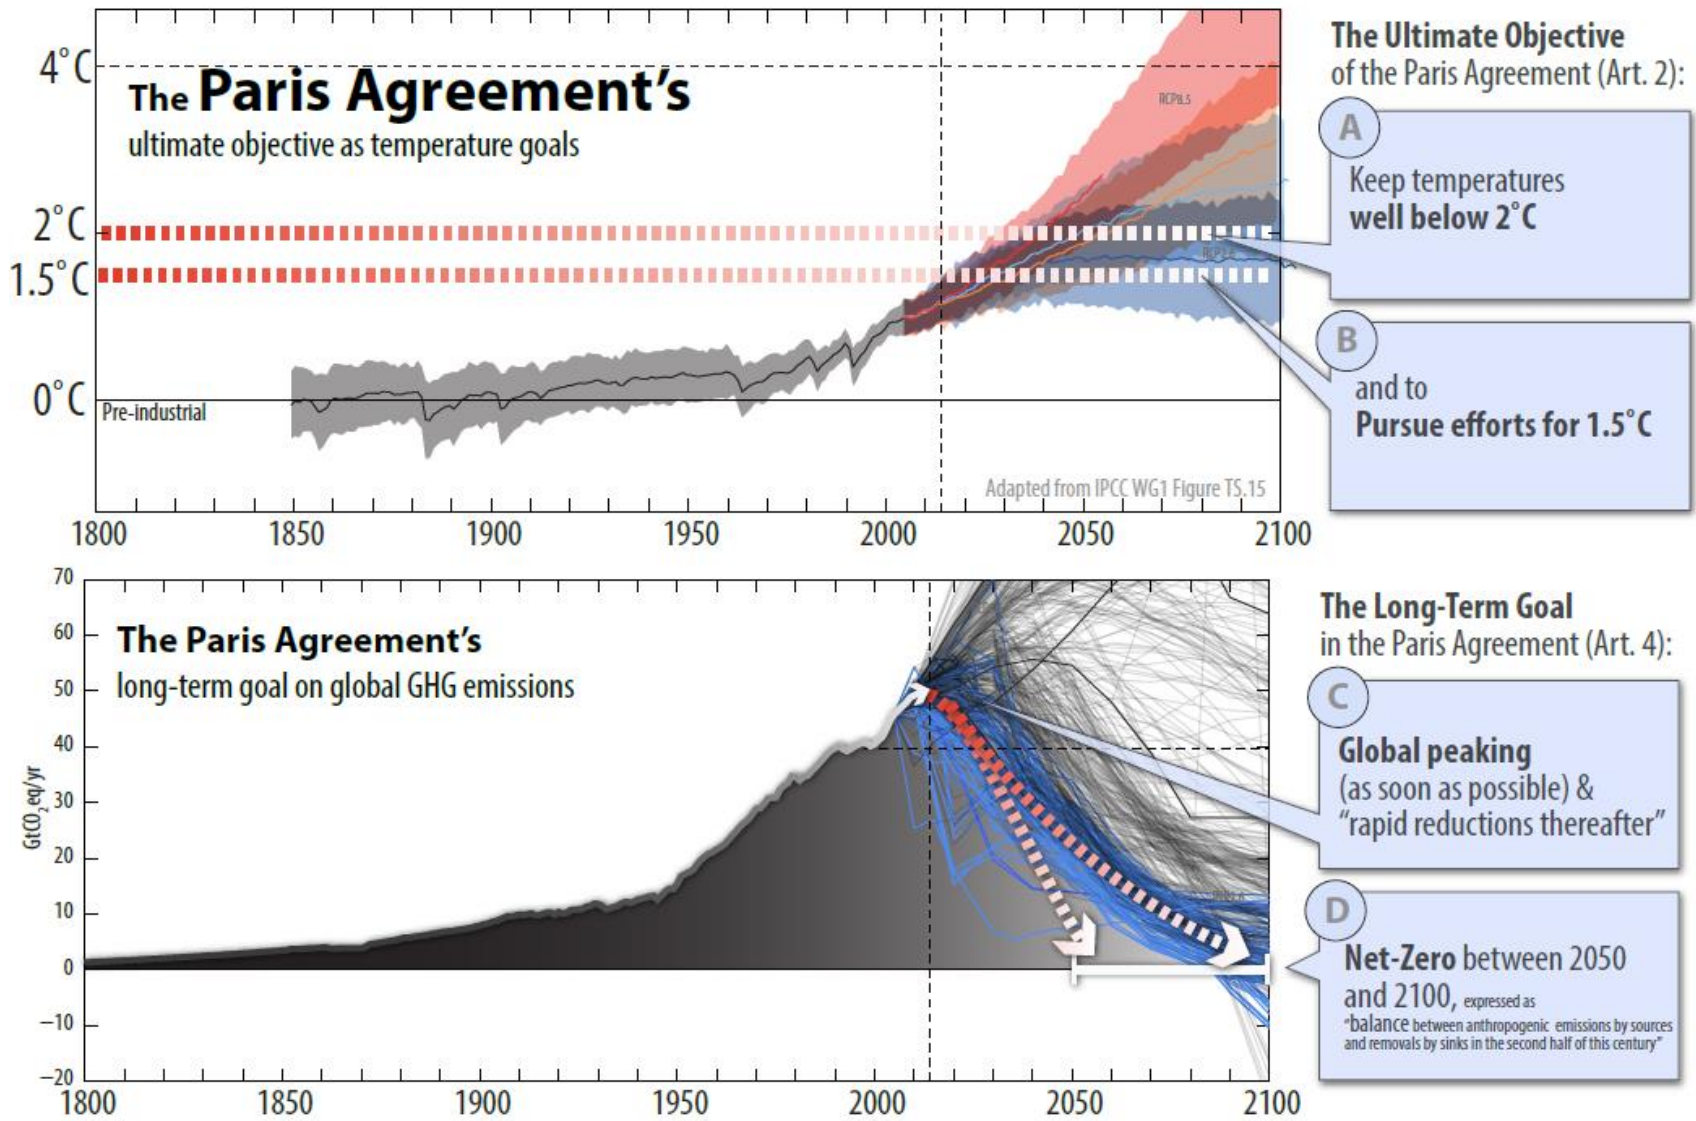 4°C
2°C
1.5°C
0°C
The Paris Agreement's
ultimate objective as temperature goals
Pre-industrial
RCP8.5
Adapted from IPCC WG1 Figure TS.15
1800 1850 1900 1950 2000 2050 2100
The Ultimate Objective
of the Paris Agreement (Art. 2):
A
Keep temperatures
well below 2°C
B
and to
Pursue efforts for 1.5°C
70
60
50
40
30
20
10
0
−10
−20
GtCO2eq/yr
The Paris Agreement's
long-term goal on global GHG emissions
1800 1850 1900 1950 2000 2050 2100
The Long-Term Goal
in the Paris Agreement (Art. 4):
C
Global peaking
(as soon as possible) &
"rapid reductions thereafter"
D
Net-Zero between 2050
and 2100, expressed as
"balance between anthropogenic emissions by sources
and removals by sinks in the second half of this century"